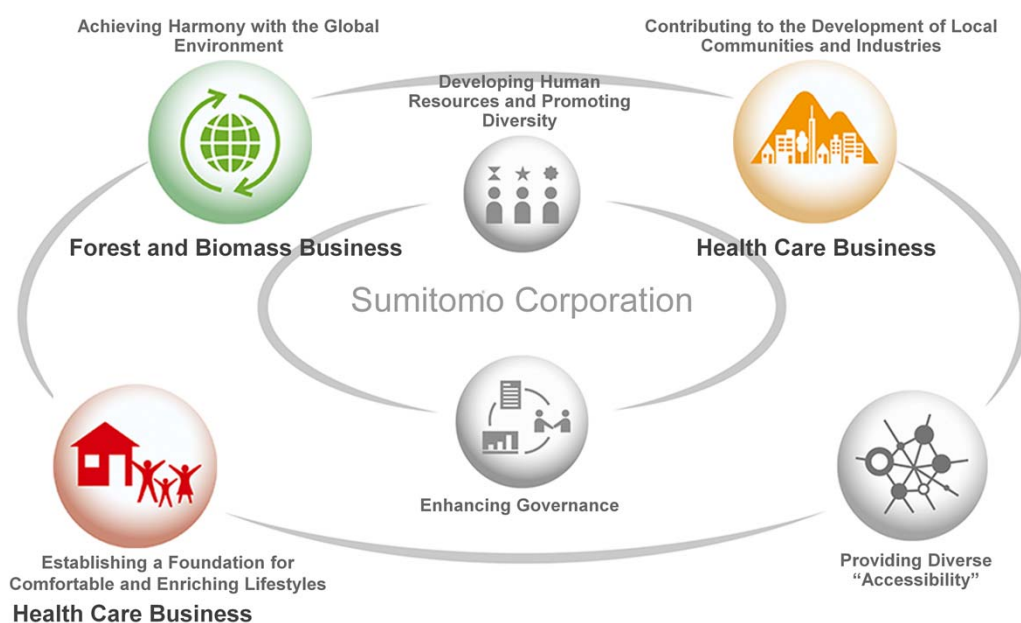 Achieving Harmony with the Global
Environment
Contributing to the Development of Local
Communities and Industries
Developing Human
Resources and Promoting
Diversity
Forest and Biomass Business
Health Care Business
Sumitomo Corporation
Enhancing Governance
Establishing a Foundation for
Comfortable and Enriching Lifestyles
Health Care Business
Providing Diverse
“Accessibility”